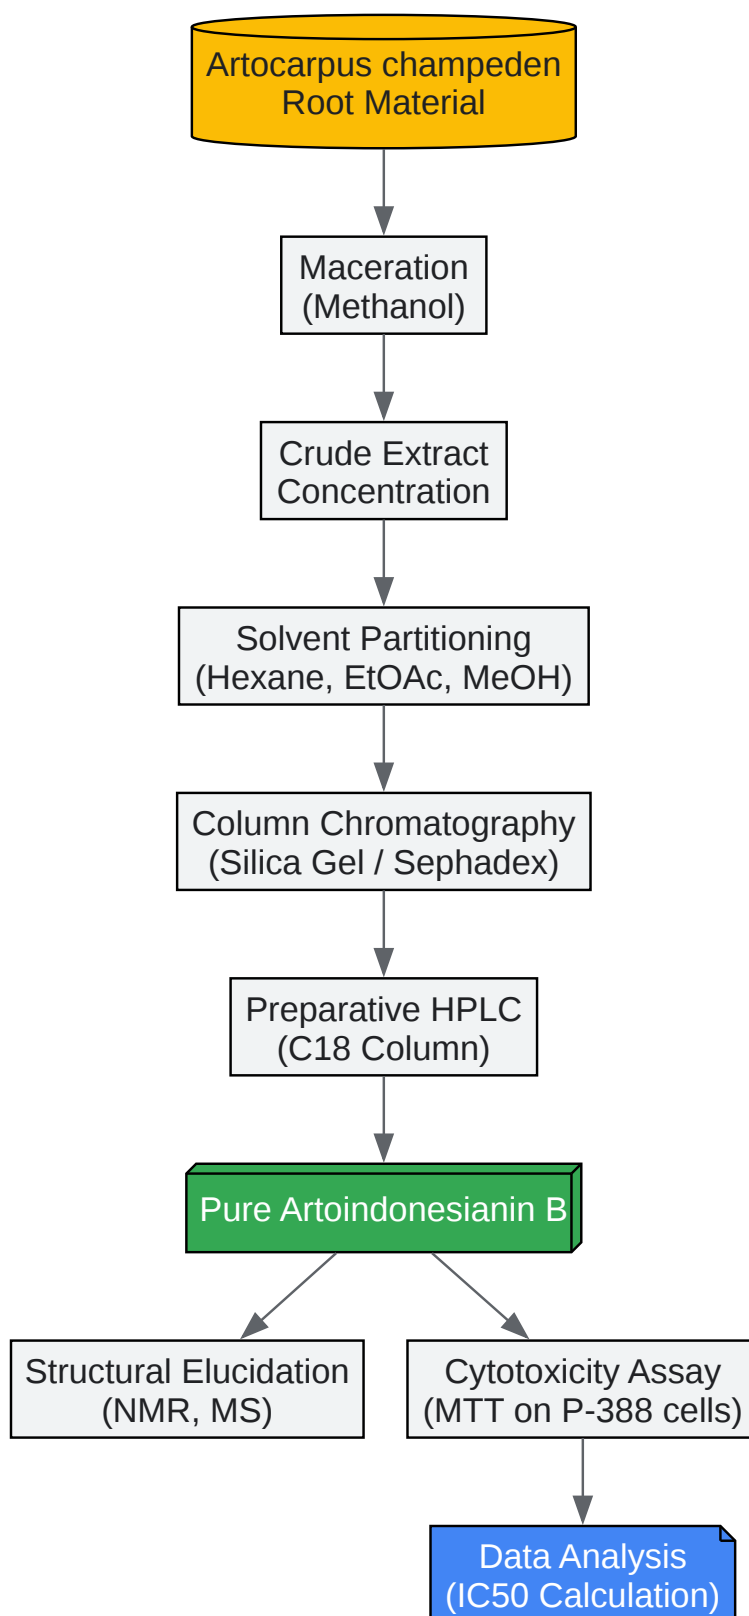 Artocarpus champeden
Root Material
Maceration
(Methanol)
Crude Extract
Concentration
Solvent Partitioning
(Hexane, EtOAc, MeOH)
Column Chromatography
(Silica Gel / Sephadex)
Preparative HPLC
(C18 Column)
Pure Artoindonesianin B
Structural Elucidation
(NMR, MS)
Cytotoxicity Assay
(MTT on P-388 cells)
Data Analysis
(IC50 Calculation)